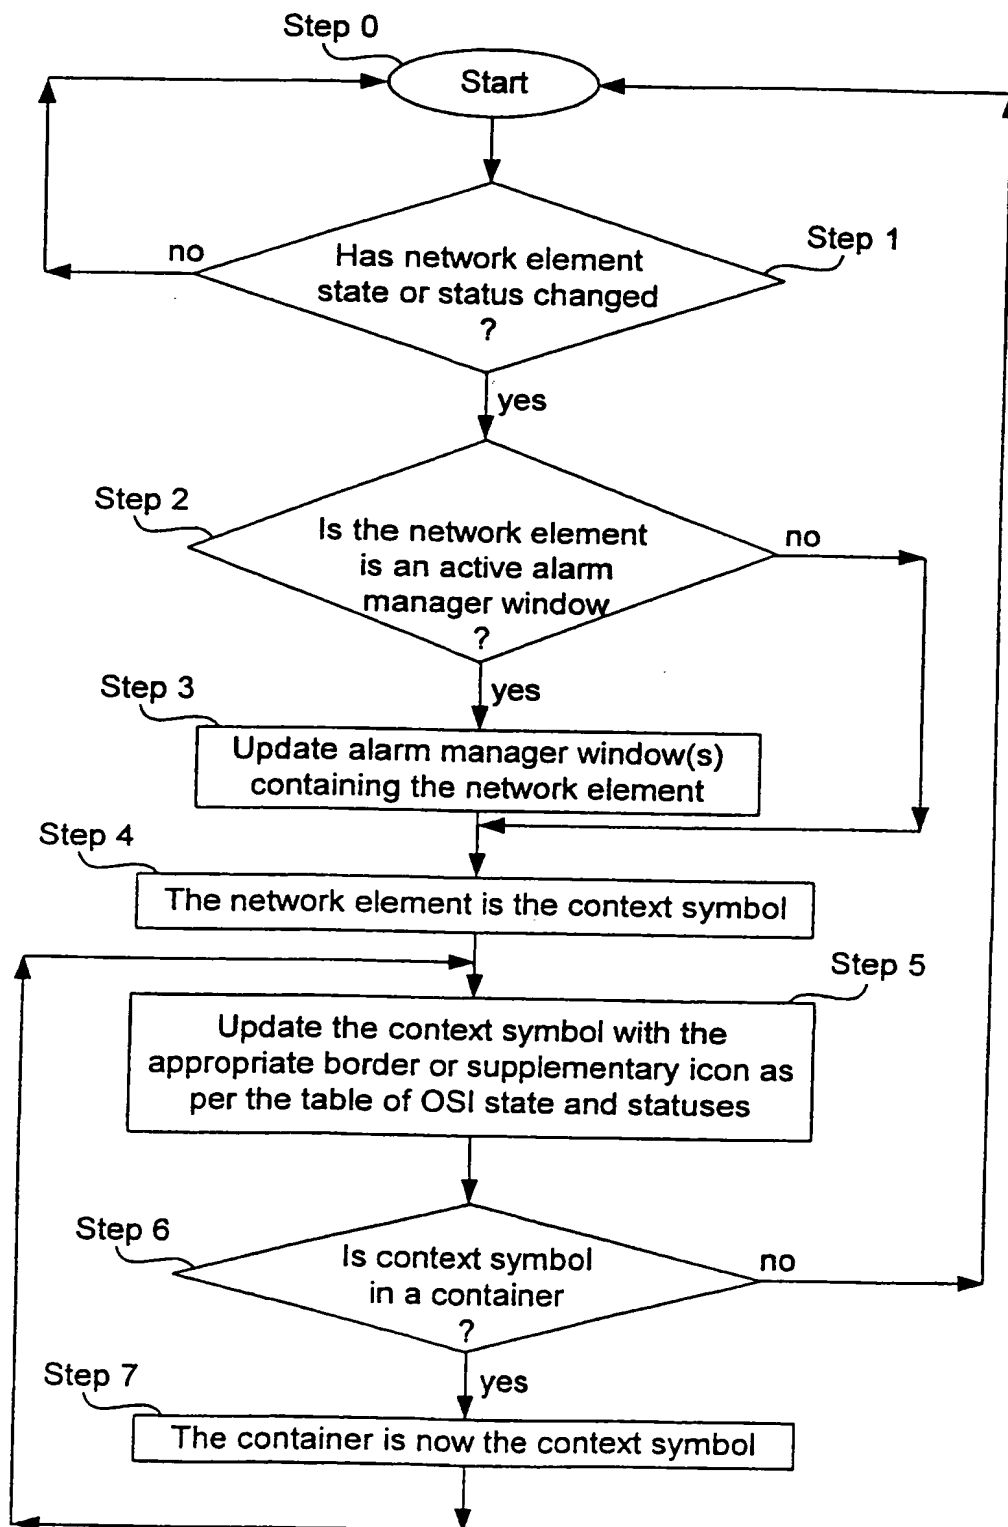 Step 0
Start
no
Step 1
Has network element
state or status changed
?
yes
Step 2
Is the network element
is an active alarm
manager window
?
no
yes
Step 3
Update alarm manager window(s)
containing the network element
Step 4
The network element is the context symbol
Step 5
Update the context symbol with the
appropriate border or supplementary icon as
per the table of OSI state and statuses
Step 6
Is context symbol
in a container
?
no
yes
Step 7
The container is now the context symbol